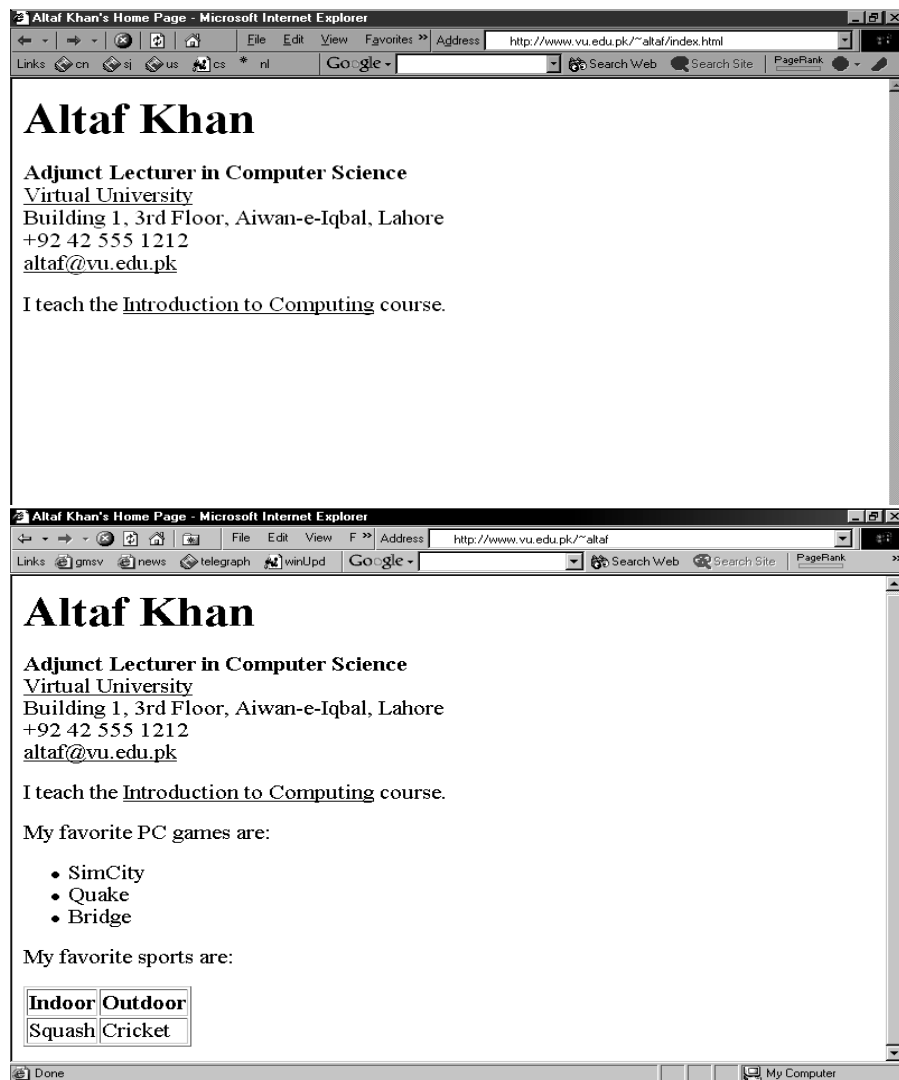 Altaf Khan's Home Page - Microsoft Internet Explorer
File Edit View Favorites » Address http://www.vu.edu.pk/~altaf/index.html
Links cn sj us cs * nl Google Search Web Search Site PageRank
Altaf Khan
Adjunct Lecturer in Computer Science
Virtual University
Building 1, 3rd Floor, Aiwan-e-Iqbal, Lahore
+92 42 555 1212
altaf@vu.edu.pk
I teach the Introduction to Computing course.
Altaf Khan's Home Page - Microsoft Internet Explorer
File Edit View F » Address http://www.vu.edu.pk/~altaf
Links gmsv news telegraph winUpd Google Search Web Search Site PageRank »
Altaf Khan
Adjunct Lecturer in Computer Science
Virtual University
Building 1, 3rd Floor, Aiwan-e-Iqbal, Lahore
+92 42 555 1212
altaf@vu.edu.pk
I teach the Introduction to Computing course.
My favorite PC games are:
• SimCity
• Quake
• Bridge
My favorite sports are:
Indoor Outdoor
Squash Cricket
Done My Computer